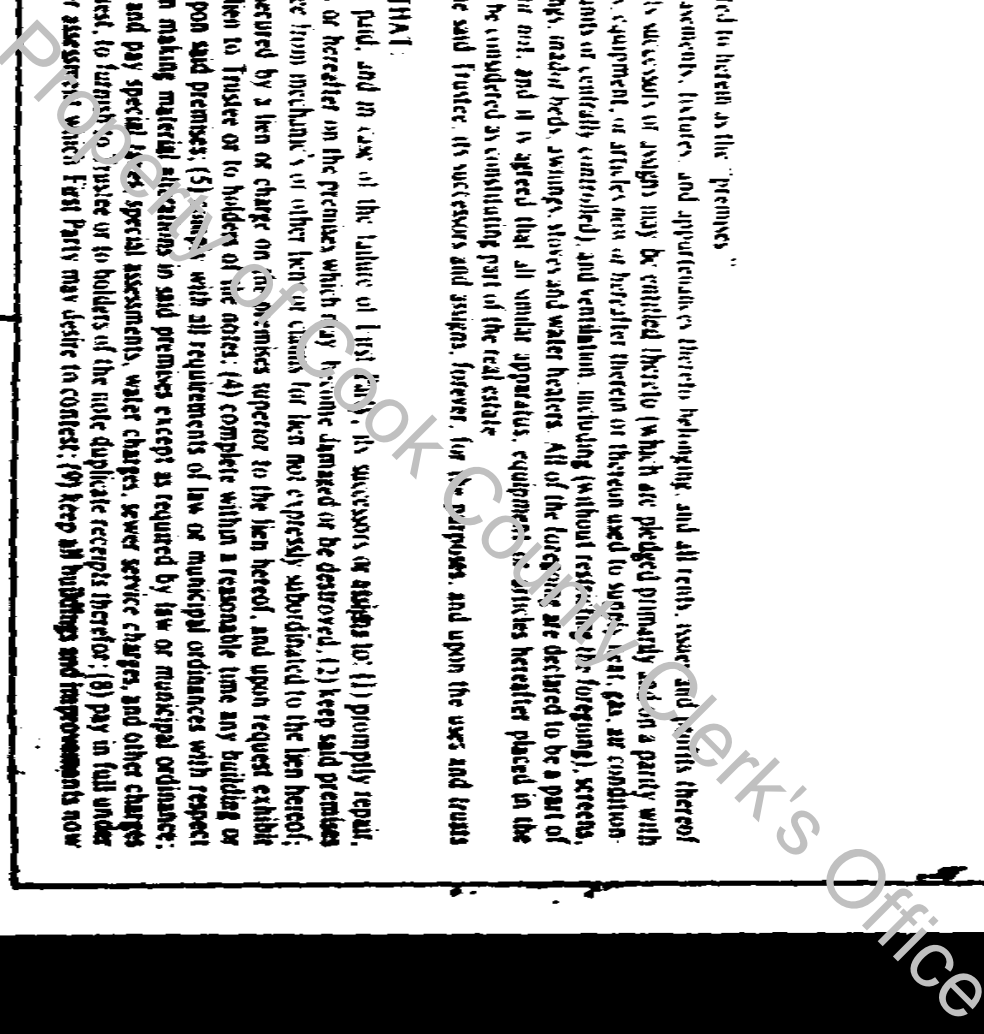 to herein as the "premises"
easements, fixtures, and appurtenances thereto belonging, and all rents, issues and profits thereof
successors or assigns may be entitled thereto (which are pledged primarily and on a parity with
equipment, or articles now or hereafter therein or thereon used to supply heat, gas, air condition-
units or centrally controlled), and ventilation, including (without restricting the foregoing), screens,
inador beds, awnings, stoves and water heaters. All of the foregoing are declared to be a part of
not, and it is agreed that all similar apparatus, equipment or articles hereafter placed in the
be considered as constituting part of the real estate
said Trustee, its successors and assigns, forever, for the purposes, and upon the uses and trusts
THAT:
paid, and in case of the failure of First Party, its successors or assigns to: (1) promptly repair,
or hereafter on the premises which may become damaged or be destroyed; (2) keep said premises
from mechanic's or other liens or claims for lien not expressly subordinated to the lien hereof;
secured by a lien or charge on the premises superior to the lien hereof, and upon request exhibit
lien to Trustee or to holders of the notes; (4) complete within a reasonable time any building or
upon said premises; (5) comply with all requirements of law or municipal ordinances with respect
making material alterations in said premises except as required by law or municipal ordinance;
and pay special taxes, special assessments, water charges, sewer service charges, and other charges
to furnish to Trustee or to holders of the note duplicate receipts therefor; (8) pay in full under
assessment which First Party may desire to contest; (9) keep all buildings and improvements now
Property of Cook County Clerk's Office